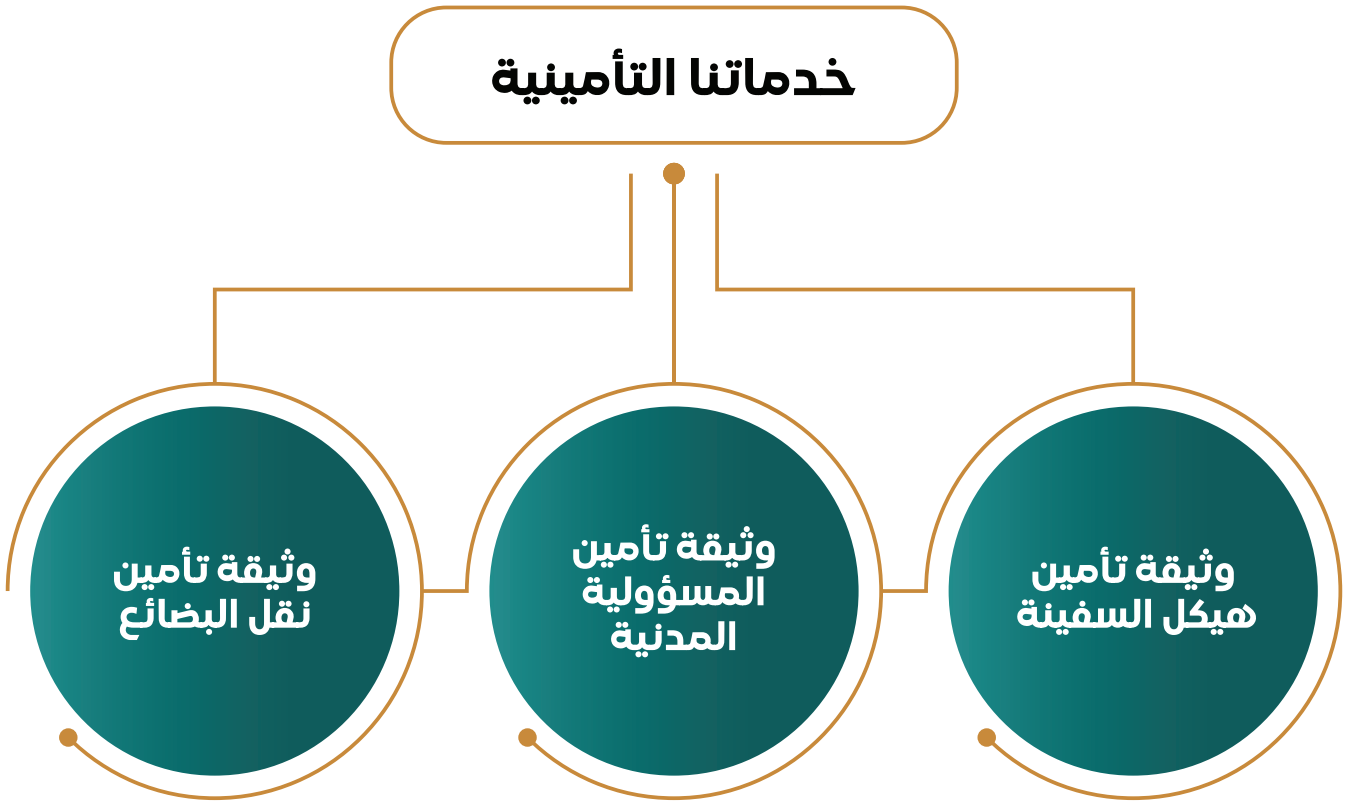 خدماتنا التأمينية
وثيقة تأمين
هيكل السفينة
وثيقة تأمين
المسؤولية
المدنية
وثيقة تأمين
نقل البضائع